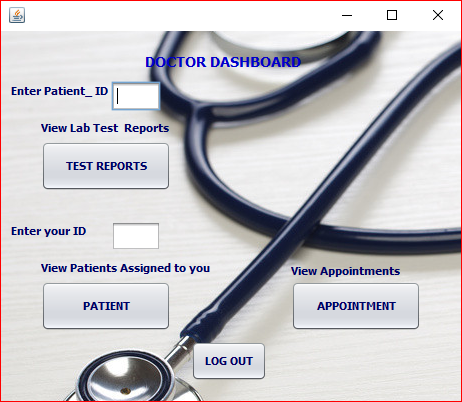 DOCTOR DASHBOARD
Enter Patient_ ID
View Lab Test Reports
TEST REPORTS
Enter your ID
View Patients Assigned to you
View Appointments
PATIENT
APPOINTMENT
LOG OUT